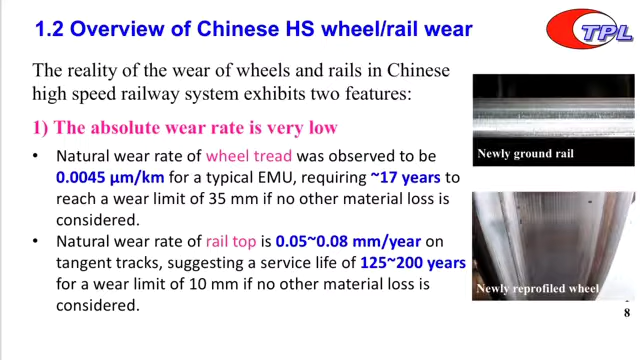 1.2 Overview of Chinese HS wheel/rail wear
TPL
The reality of the wear of wheels and rails in Chinese
high speed railway system exhibits two features:
1) The absolute wear rate is very low
• Natural wear rate of wheel tread was observed to be
0.0045 µm/km for a typical EMU, requiring ~17 years to
reach a wear limit of 35 mm if no other material loss is
considered.
• Natural wear rate of rail top is 0.05~0.08 mm/year on
tangent tracks, suggesting a service life of 125~200 years
for a wear limit of 10 mm if no other material loss is
considered.
Newly ground rail
Newly reprofiled wheel
8